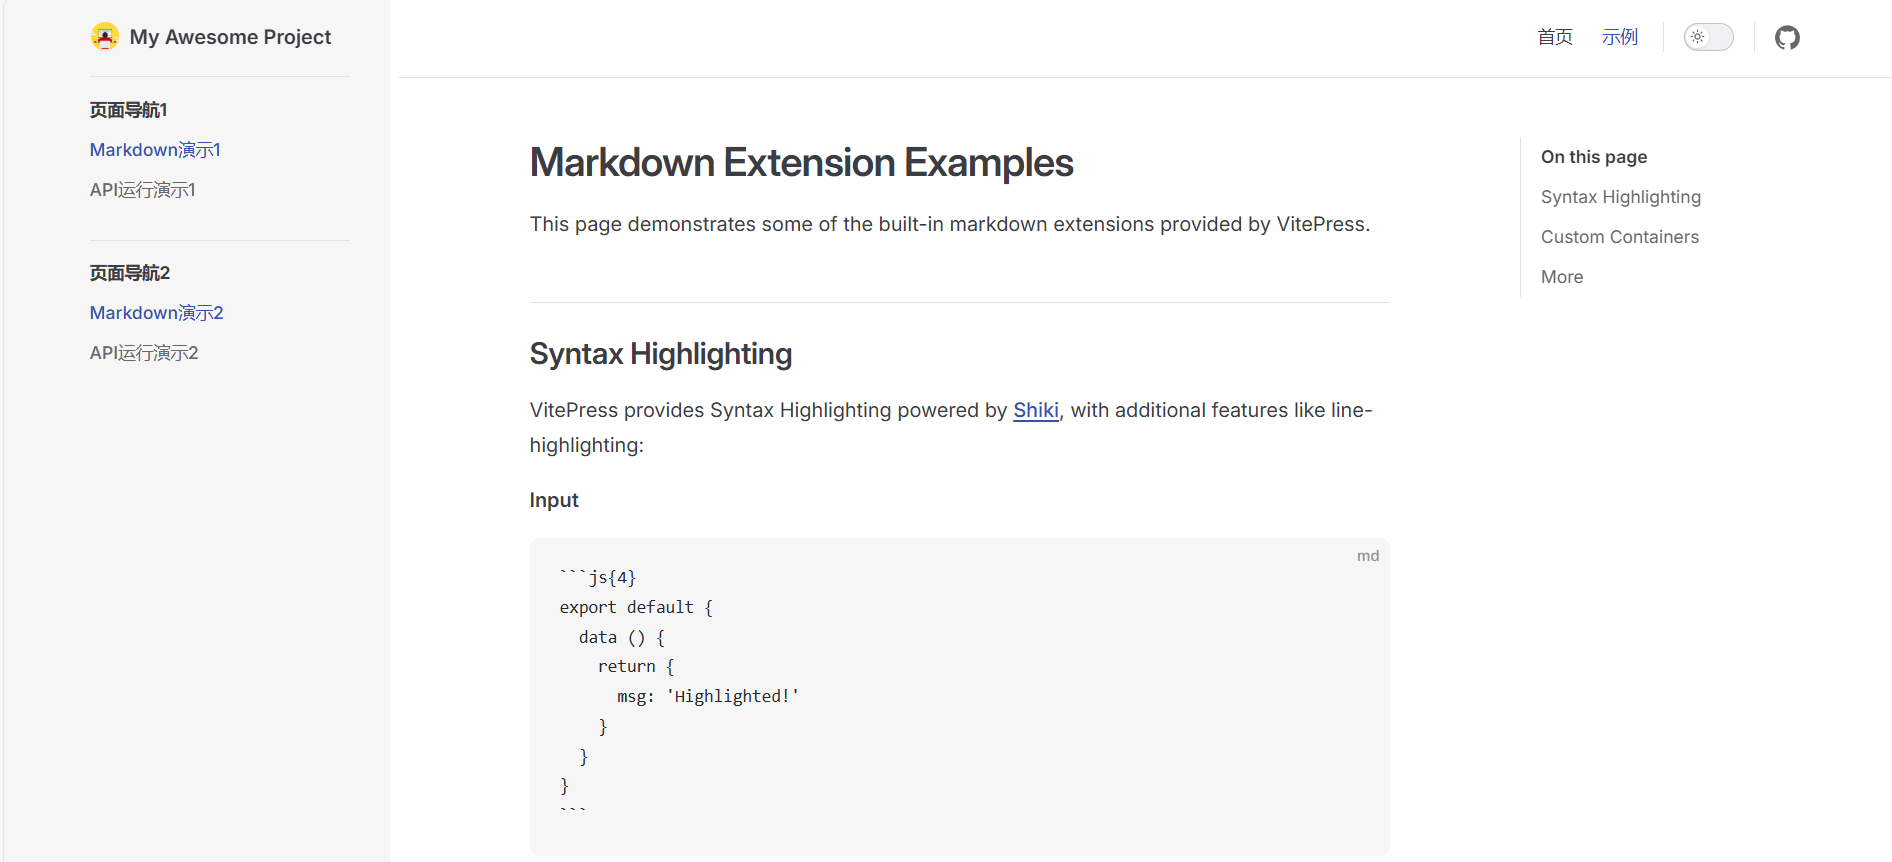 My Awesome Project
首页
示例
页面导航1
Markdown演示1
API运行演示1
页面导航2
Markdown演示2
API运行演示2
Markdown Extension Examples
This page demonstrates some of the built-in markdown extensions provided by VitePress.
Syntax Highlighting
VitePress provides Syntax Highlighting powered by Shiki, with additional features like line-
highlighting:
Input
md
```js{4}
export default {
  data () {
    return {
      msg: 'Highlighted!'
    }
  }
}
```
On this page
Syntax Highlighting
Custom Containers
More